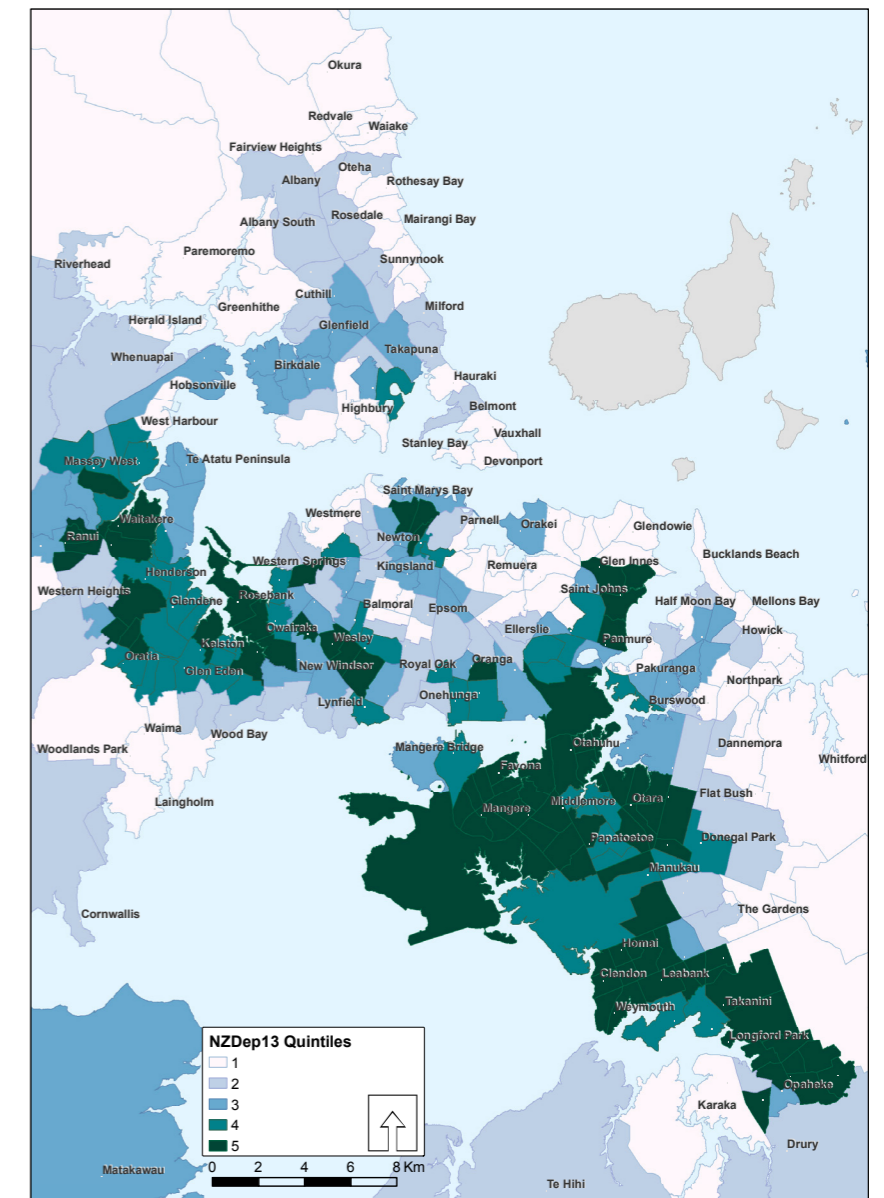 Okura
Redvale
Waiake
Fairview Heights
Oteha
Albany
Rothesay Bay
Albany South
Rosedale
Mairangi Bay
Paremoremo
Sunnynook
Riverhead
Cuthill
Greenhithe
Milford
Herald Island
Glenfield
Whenuapai
Takapuna
Birkdale
Hauraki
Hobsonville
Highbury
Belmont
West Harbour
Vauxhall
Stanley Bay
Massey West
Te Atatu Peninsula
Devonport
Saint Marys Bay
Westmere
Waitakere
Parnell
Orakei
Glendowie
Ranui
Newton
Bucklands Beach
Western Springs
Kingsland
Remuera
Glen Innes
Henderson
Western Heights
Saint Johns
Mellons Bay
Glendene
Rosebank
Balmoral
Epsom
Half Moon Bay
Howick
Owairaka
Wesley
Ellerslie
Panmure
Kelston
Oratia
New Windsor
Royal Oak
Oranga
Pakuranga
Northpark
Glen Eden
Onehunga
Burswood
Lynfield
Waima
Wood Bay
Woodlands Park
Mangere Bridge
Otahuhu
Dannemora
Whitford
Favona
Laingholm
Mangere
Middlemore
Otara
Flat Bush
Papatoetoe
Donegal Park
Manukau
Cornwallis
The Gardens
Homai
Clendon
Leabank
Weymouth
Takanini
Longford Park
Opaheke
Karaka
Drury
Te Hihi
Matakawau
NZDep13 Quintiles
1
2
3
4
5
0 2 4 6 8 Km